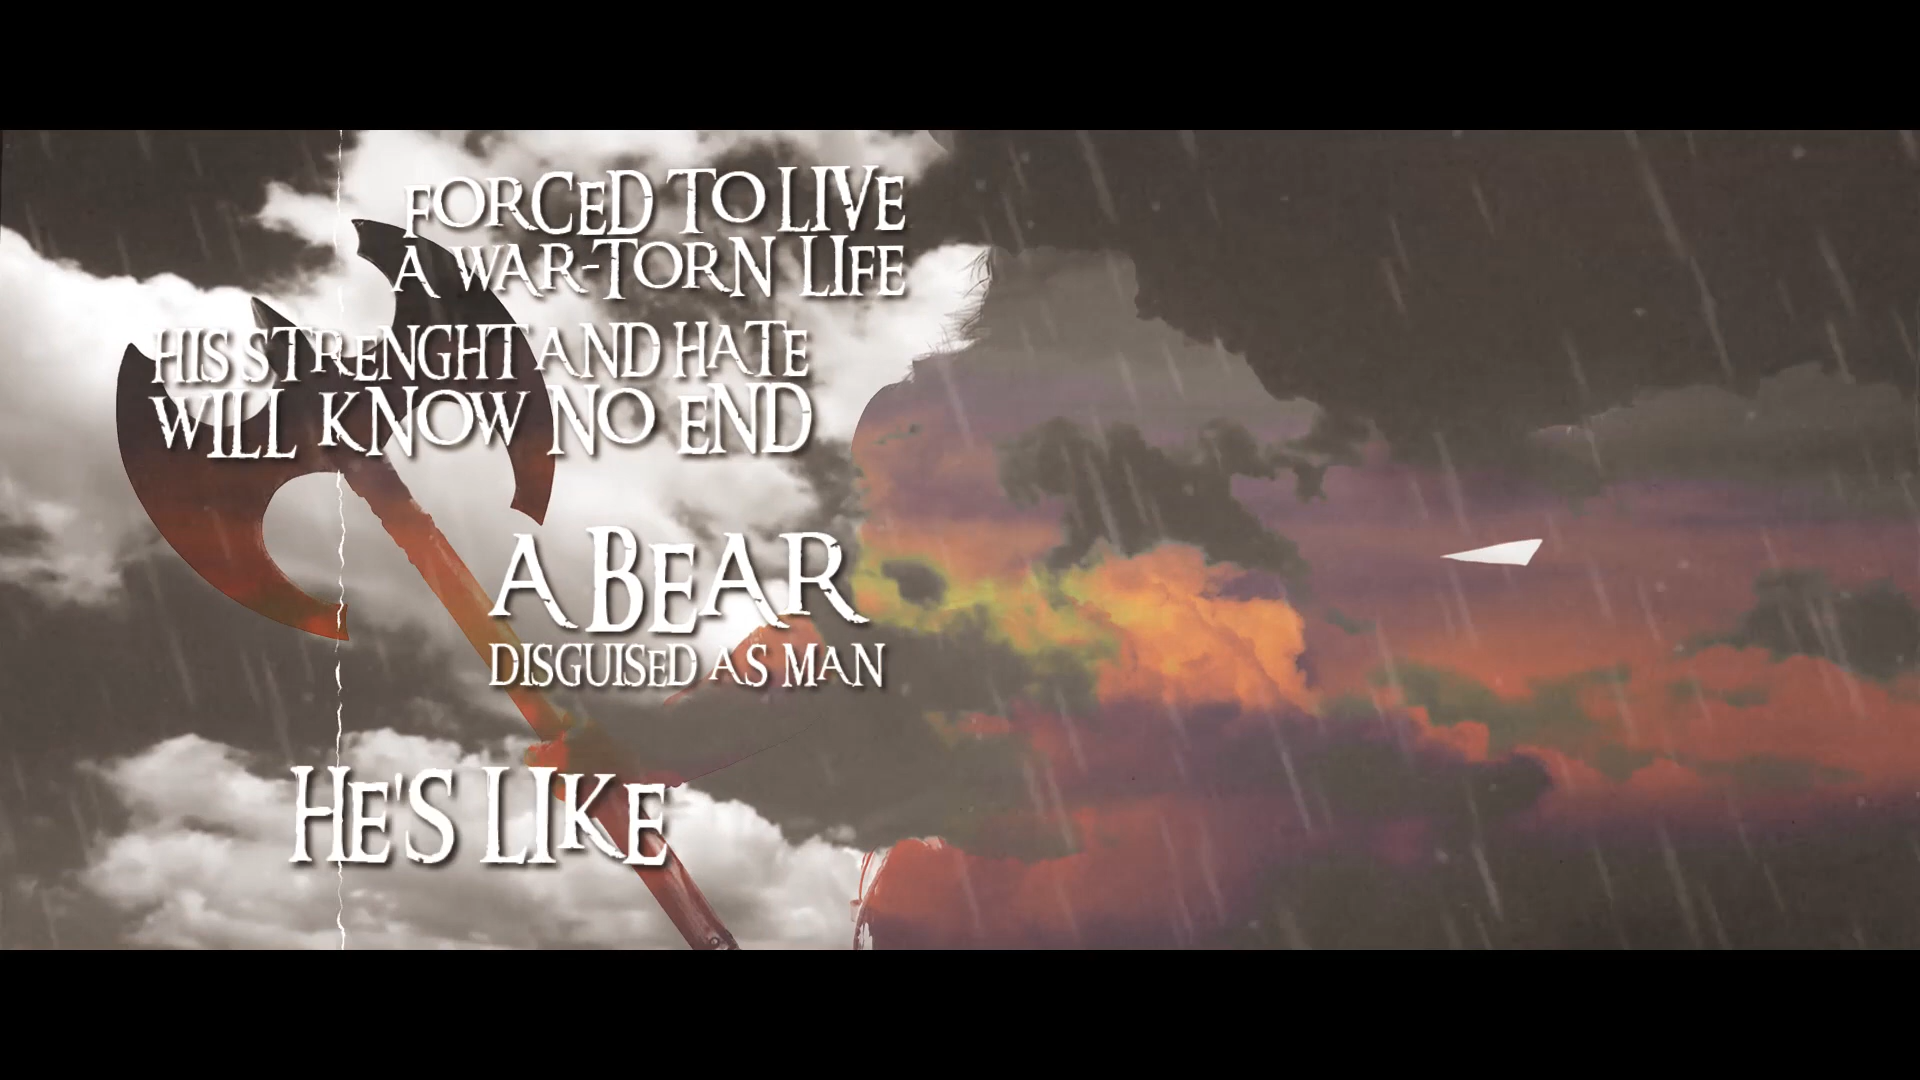 FORCED TO LIVE
A WAR-TORN LIFE
HIS STRENGHT AND HATE
WILL KNOW NO END
A BEAR
DISGUISED AS MAN
HE'S LIKE